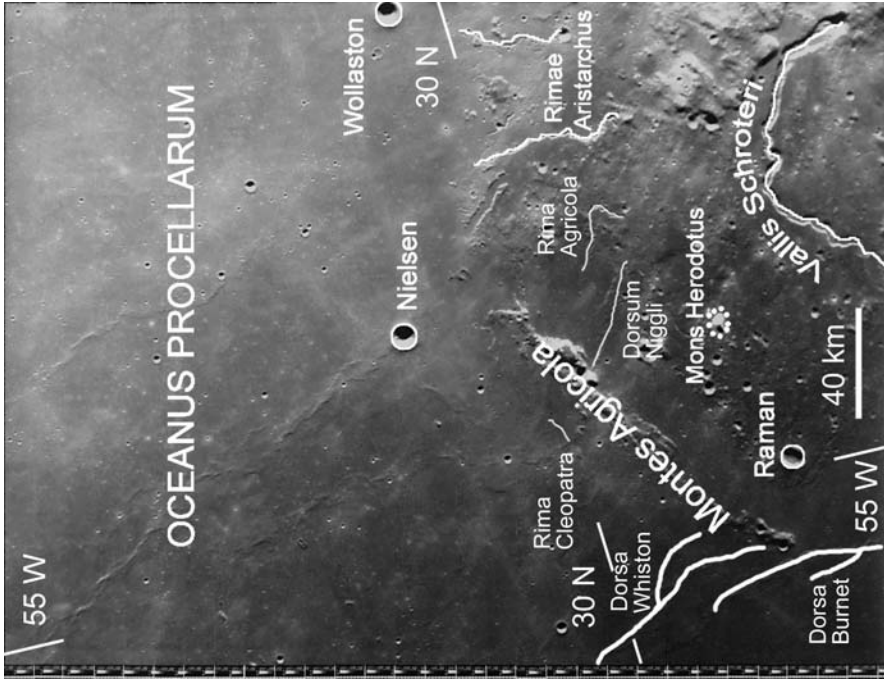 OCEANUS PROCELLARUM
55 W
Wollaston
30 N
Nielsen
Rimae
Aristarchus
Rima
Agricola
Vallis Schroteri
Dorsum
Niggli
Mons Herodotus
Montes Agricola
40 km
Rima
Cleopatra
Raman
55 W
30 N
Dorsa
Whiston
Dorsa
Burnet